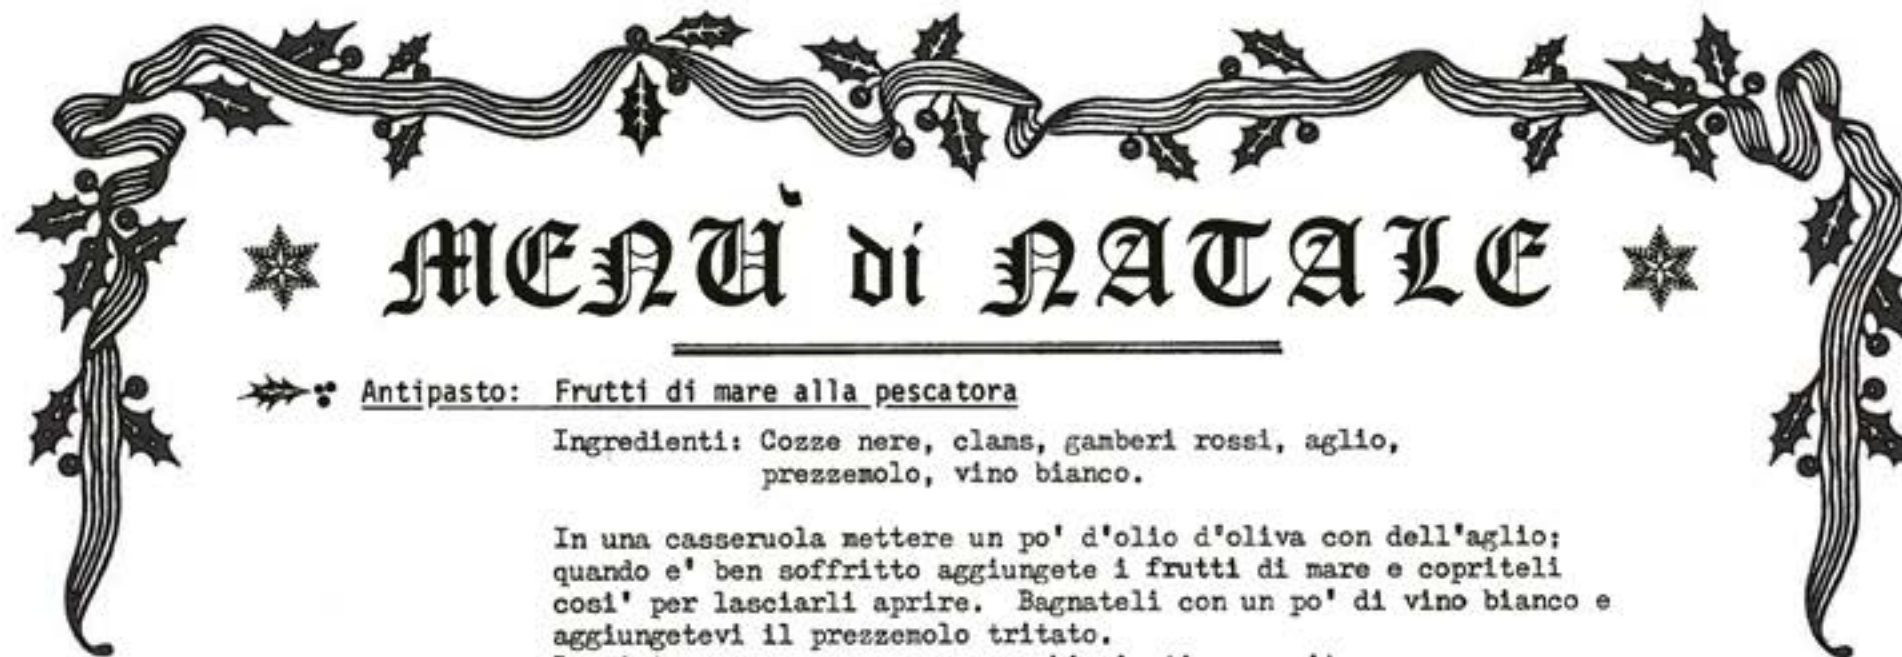 MENÙ di NATALE
Antipasto: Frutti di mare alla pescatora
Ingredienti: Cozze nere, clams, gamberi rossi, aglio,
prezzemolo, vino bianco.
In una casseruola mettere un po' d'olio d'oliva con dell'aglio;
quando e' ben soffritto aggiungete i frutti di mare e copriteli
cosi' per lasciarli aprire. Bagnateli con un po' di vino bianco e
aggiungetevi il prezzemolo tritato.